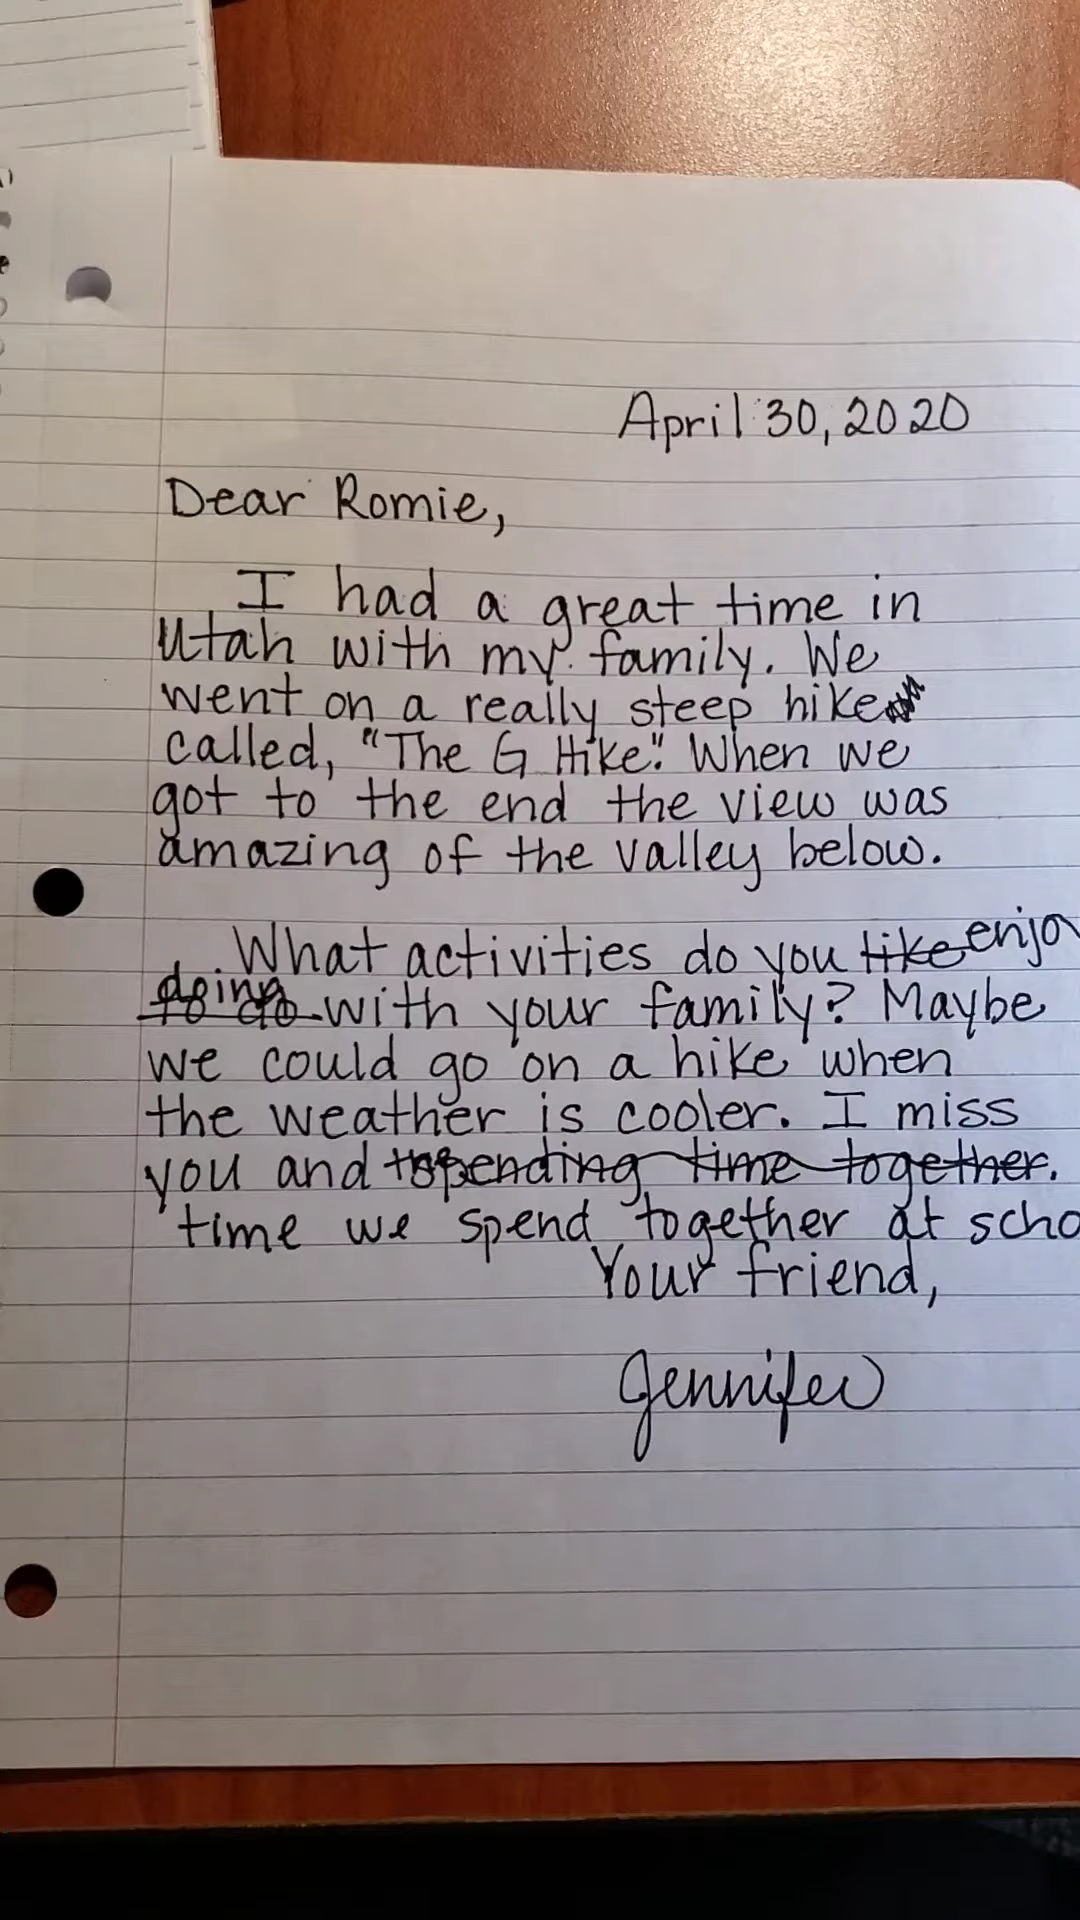 April 30, 2020
Dear Romie,
I had a great time in
Utah with my family. We
went on a really steep hike
called, "The G Hike." When we
got to the end the view was
amazing of the valley below.
What activities do you like enjo
doing
to do with your family? Maybe
we could go on a hike when
the weather is cooler. I miss
you and spending time together.
time we spend together at scho
Your friend,
Jennifer